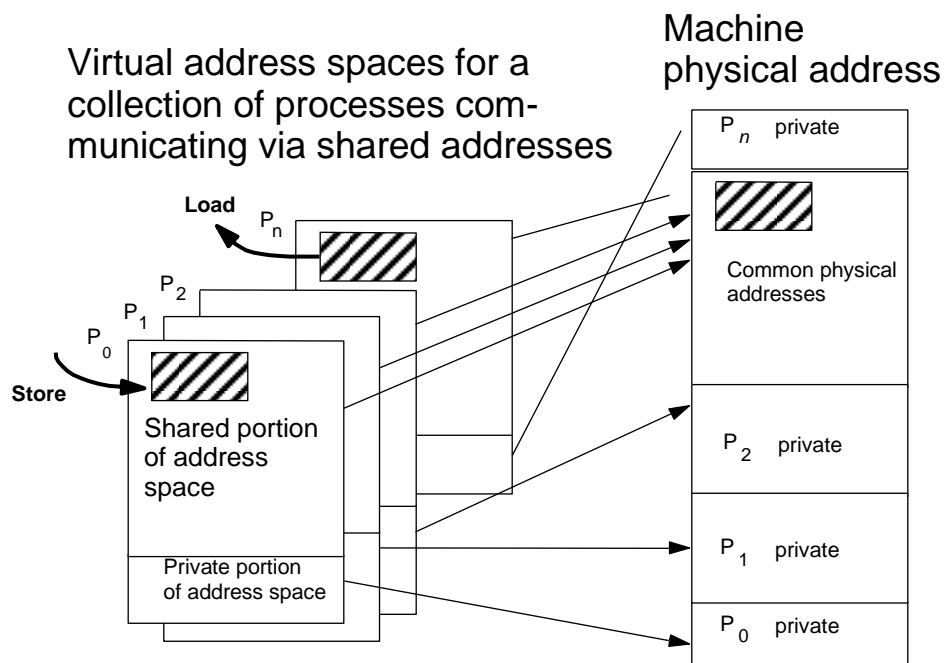 Virtual address spaces for a
collection of processes com-
municating via shared addresses
Machine
physical address
Load
Pn
P2
P1
P0
Store
Shared portion
of address
space
Private portion
of address space
Pn private
Common physical
addresses
P2 private
P1 private
P0 private